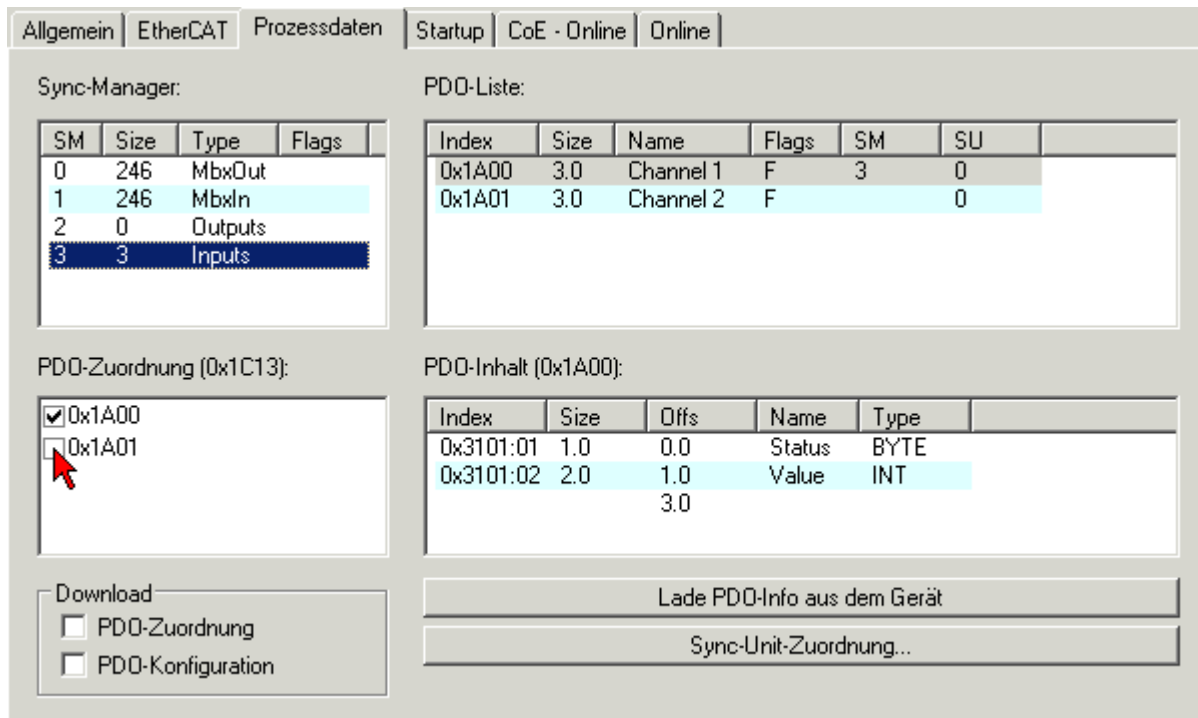 Allgemein EtherCAT Prozessdaten Startup CoE - Online Online
Sync-Manager:
SM Size Type Flags
0 246 MbxOut
1 246 MbxIn
2 0 Outputs
3 3 Inputs
PDO-Liste:
Index Size Name Flags SM SU
0x1A00 3.0 Channel 1 F 3 0
0x1A01 3.0 Channel 2 F 0
PDO-Zuordnung (0x1C13):
0x1A00
0x1A01
PDO-Inhalt (0x1A00):
Index Size Offs Name Type
0x3101:01 1.0 0.0 Status BYTE
0x3101:02 2.0 1.0 Value INT
3.0
Download
PDO-Zuordnung
PDO-Konfiguration
Lade PDO-Info aus dem Gerät
Sync-Unit-Zuordnung...